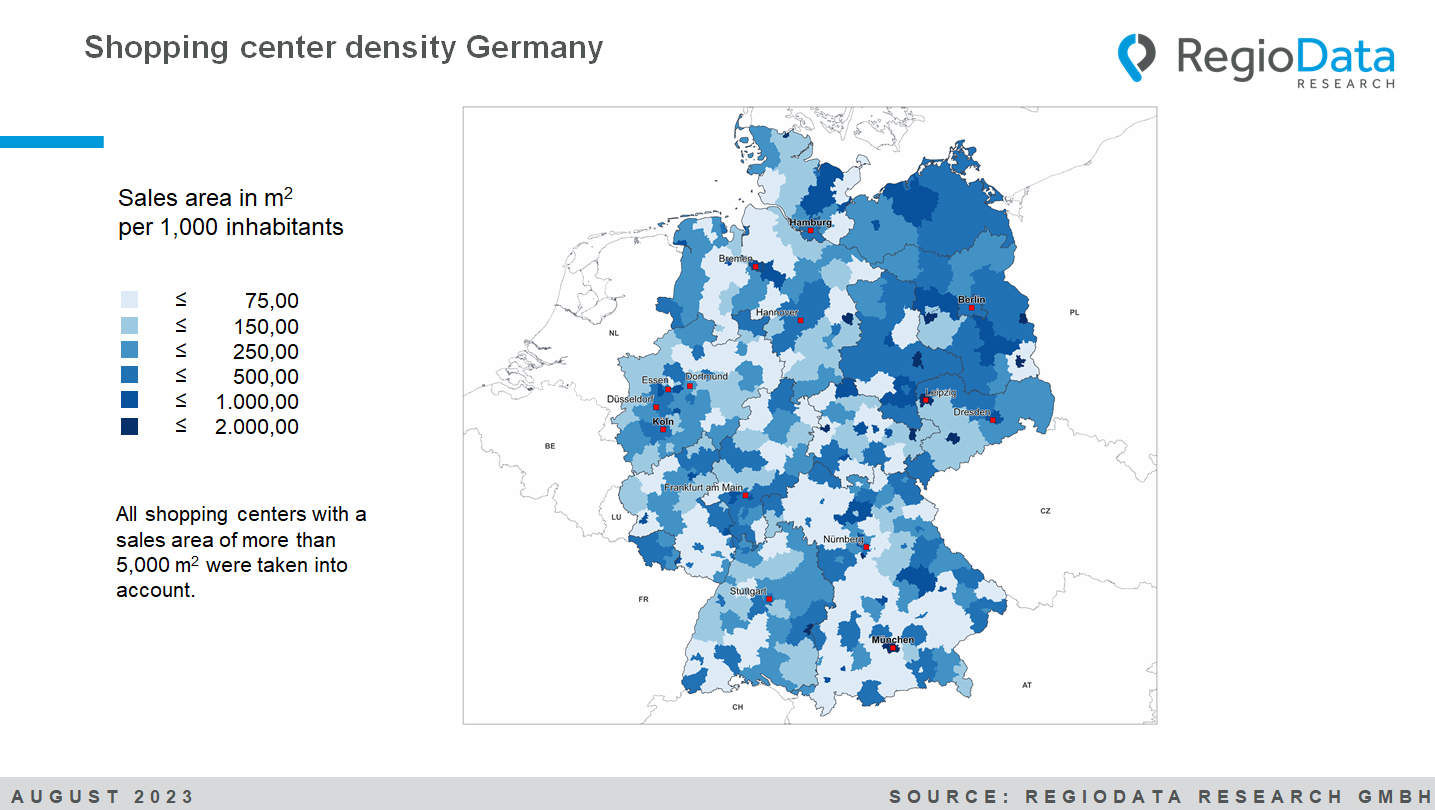 Shopping center density Germany
RegioData
RESEARCH
Sales area in m²
per 1,000 inhabitants
≤ 75,00
≤ 150,00
≤ 250,00
≤ 500,00
≤ 1.000,00
≤ 2.000,00
All shopping centers with a
sales area of more than
5,000 m² were taken into
account.
Hamburg
Bremen
Berlin
Hannover
PL
NL
Essen
Dortmund
Düsseldorf
Leipzig
Dresden
Köln
BE
Frankfurt am Main
LU
CZ
Nürnberg
Stuttgart
FR
München
AT
CH
AUGUST 2023
SOURCE: REGIODATA RESEARCH GMBH